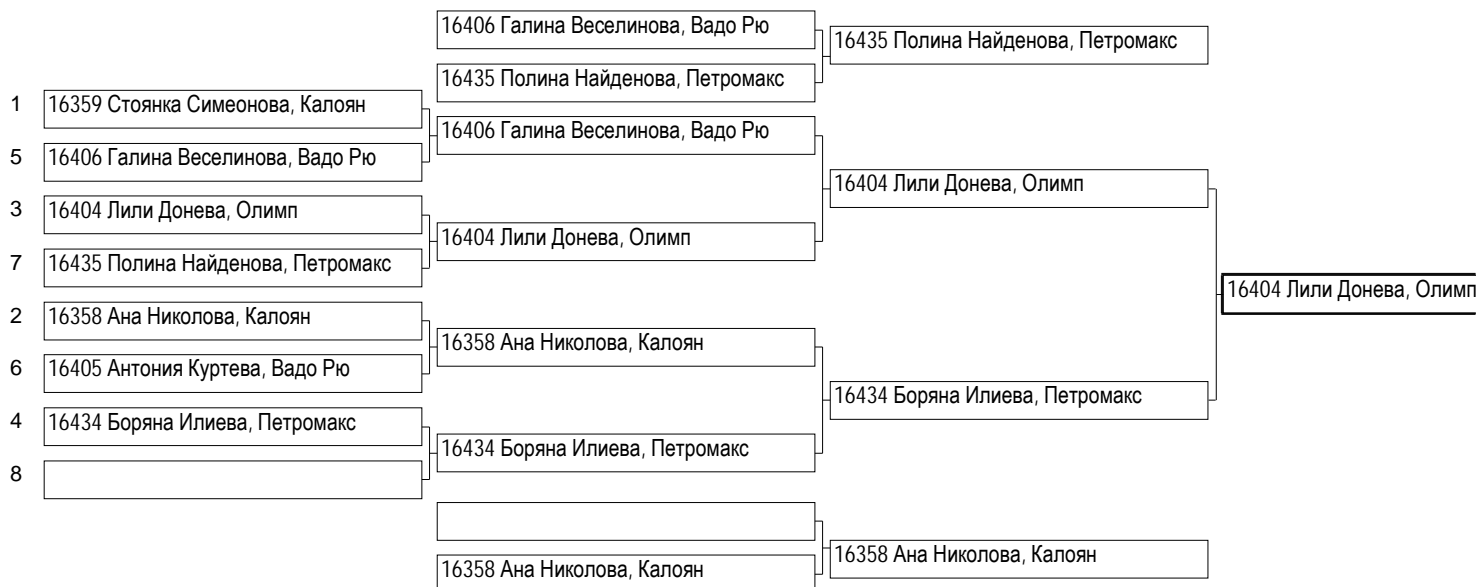 16406 Галина Веселинова, Вадо Рю
16435 Полина Найденова, Петромакс
16435 Полина Найденова, Петромакс
1 16359 Стоянка Симеонова, Калоян
16406 Галина Веселинова, Вадо Рю
5 16406 Галина Веселинова, Вадо Рю
16404 Лили Донева, Олимп
3 16404 Лили Донева, Олимп
16404 Лили Донева, Олимп
7 16435 Полина Найденова, Петромакс
16404 Лили Донева, Олимп
2 16358 Ана Николова, Калоян
16358 Ана Николова, Калоян
6 16405 Антония Куртева, Вадо Рю
16434 Боряна Илиева, Петромакс
4 16434 Боряна Илиева, Петромакс
16434 Боряна Илиева, Петромакс
8
16358 Ана Николова, Калоян
16358 Ана Николова, Калоян